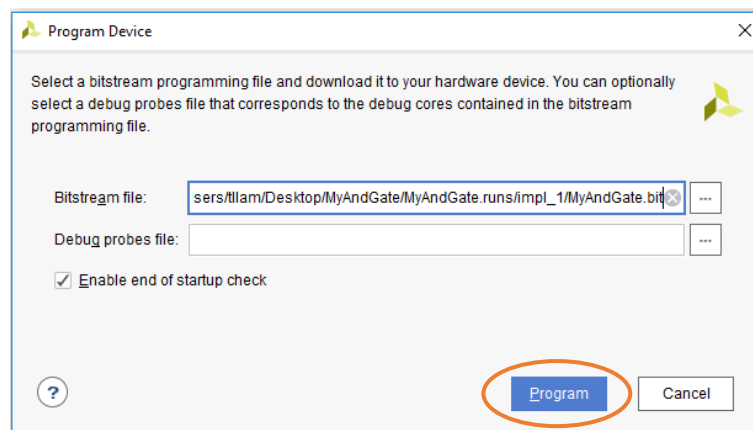 Program Device
Select a bitstream programming file and download it to your hardware device. You can optionally
select a debug probes file that corresponds to the debug cores contained in the bitstream
programming file.
Bitstream file: sers/tllam/Desktop/MyAndGate/MyAndGate.runs/impl_1/MyAndGate.bit ...
Debug probes file: ...
Enable end of startup check
? Program Cancel